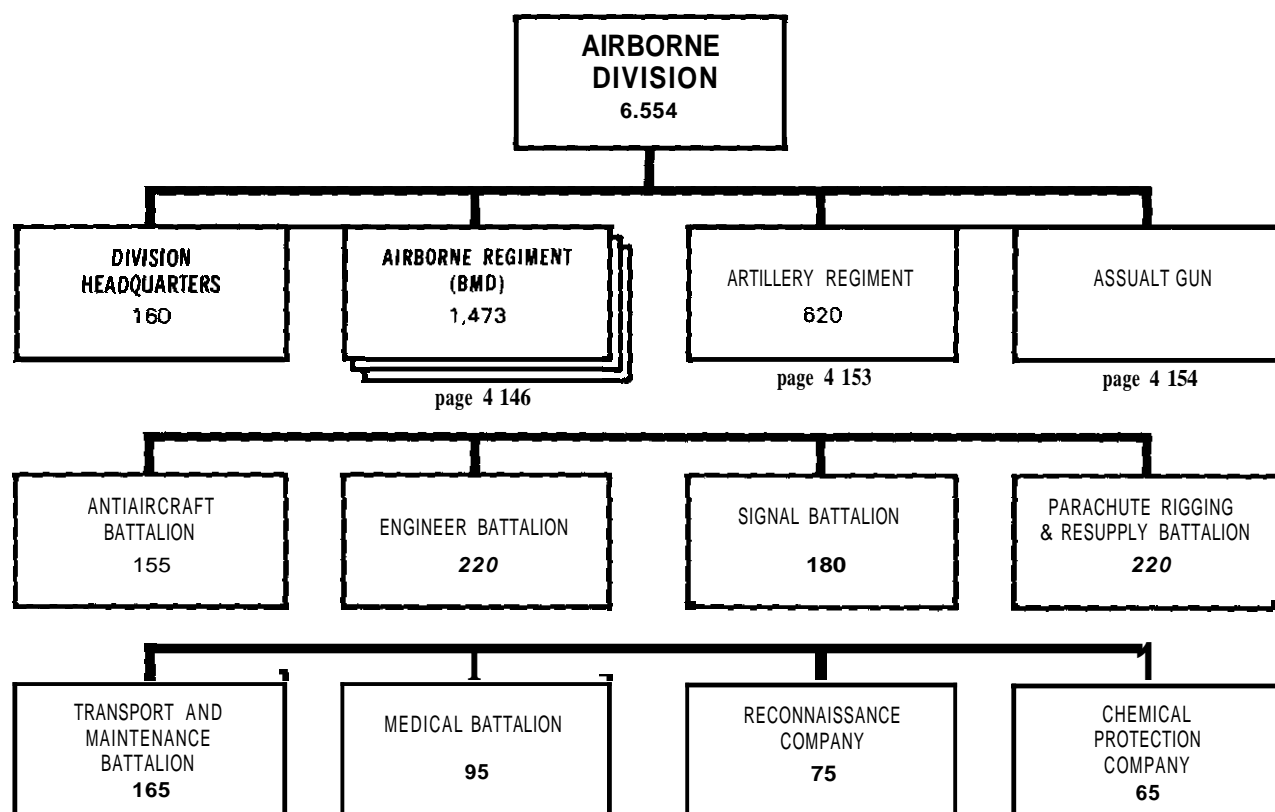 AIRBORNE
DIVISION
6.554
DIVISION
HEADQUARTERS
160
AIRBORNE REGIMENT
(BMD)
1,473
page 4 146
ARTILLERY REGIMENT
620
page 4 153
ASSUALT GUN
page 4 154
ANTIAIRCRAFT
BATTALION
155
ENGINEER BATTALION
220
SIGNAL BATTALION
180
PARACHUTE RIGGING
& RESUPPLY BATTALION
220
TRANSPORT AND
MAINTENANCE
BATTALION
165
MEDICAL BATTALION
95
RECONNAISSANCE
COMPANY
75
CHEMICAL
PROTECTION
COMPANY
65